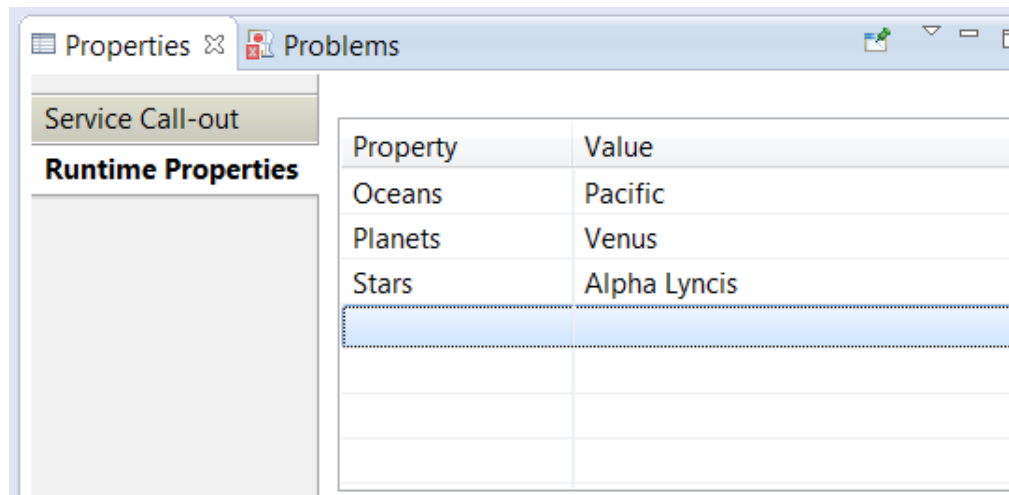 Properties Problems
Service Call-out
Runtime Properties
Property Value
Oceans Pacific
Planets Venus
Stars Alpha Lyncis